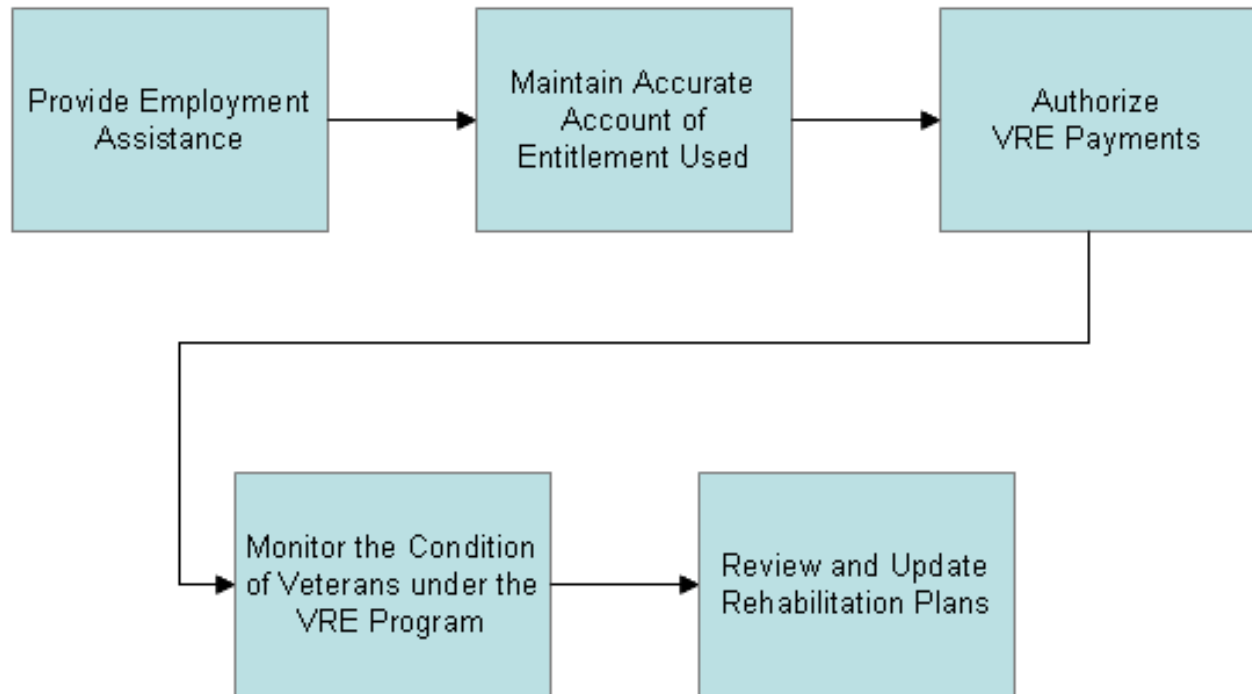 Provide Employment
Assistance
Maintain Accurate
Account of
Entitlement Used
Authorize
VRE Payments
Monitor the Condition
of Veterans under the
VRE Program
Review and Update
Rehabilitation Plans